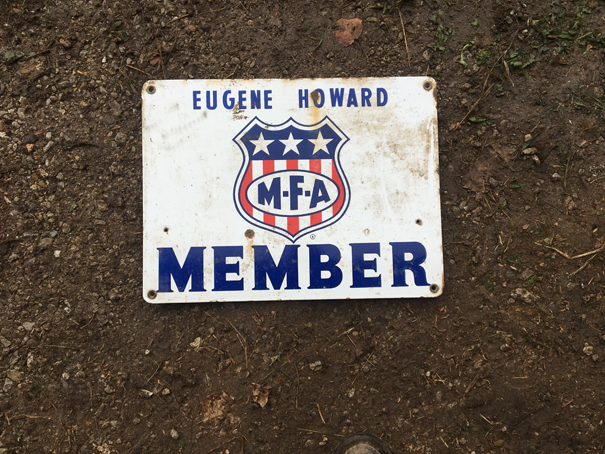 EUGENE HOWARD
M-F-A
®
MEMBER